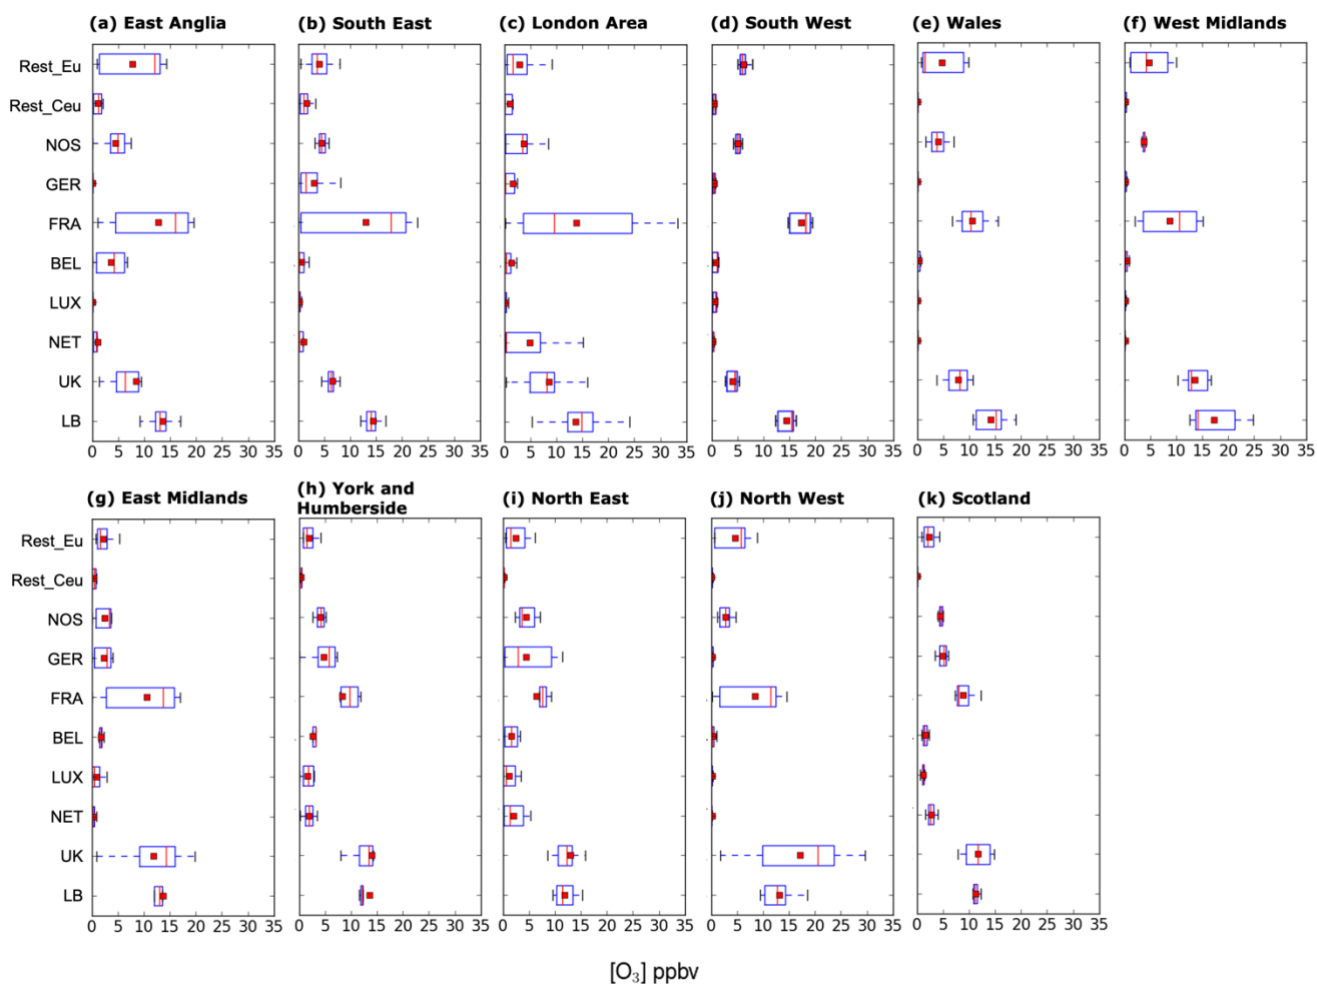 (a) East Anglia (b) South East (c) London Area (d) South West (e) Wales (f) West Midlands
Rest_Eu
Rest_Ceu
NOS
GER
FRA
BEL
LUX
NET
UK
LB
0 5 10 15 20 25 30 35 0 5 10 15 20 25 30 35 0 5 10 15 20 25 30 35 0 5 10 15 20 25 30 35 0 5 10 15 20 25 30 35 0 5 10 15 20 25 30 35
(g) East Midlands (h) York and Humberside (i) North East (j) North West (k) Scotland
Rest_Eu
Rest_Ceu
NOS
GER
FRA
BEL
LUX
NET
UK
LB
0 5 10 15 20 25 30 35 0 5 10 15 20 25 30 35 0 5 10 15 20 25 30 35 0 5 10 15 20 25 30 35 0 5 10 15 20 25 30 35
[O₃] ppbv